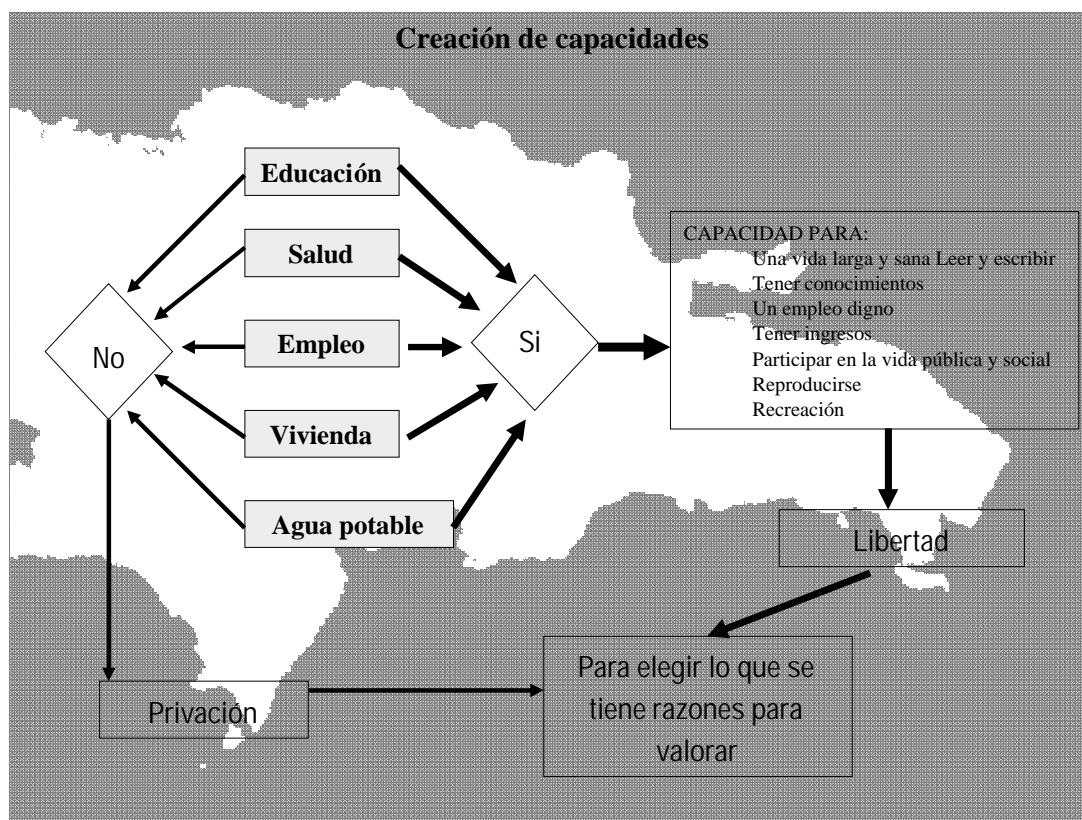 Creación de capacidades
Educación
Salud
Empleo
Vivienda
Agua potable
No
Si
CAPACIDAD PARA:
Una vida larga y sana Leer y escribir
Tener conocimientos
Un empleo digno
Tener ingresos
Participar en la vida pública y social
Reproducirse
Recreación
Libertad
Privación
Para elegir lo que se
tiene razones para
valorar